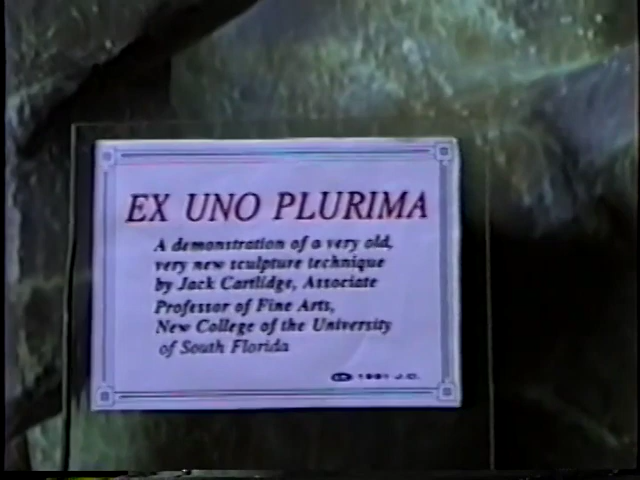 EX UNO PLURIMA
A demonstration of a very old,
very new sculpture technique
by Jack Cartlidge, Associate
Professor of Fine Arts,
New College of the University
of South Florida
1991 J.C.